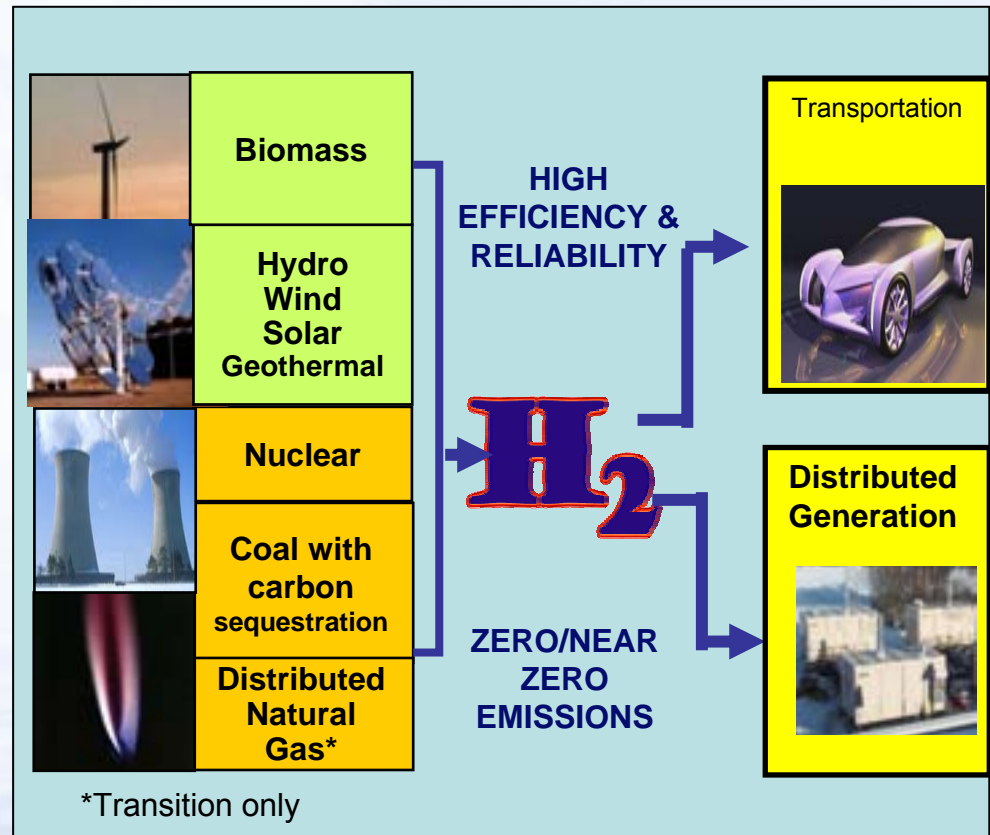 Biomass
Hydro
Wind
Solar
Geothermal
Nuclear
Coal with
carbon
sequestration
Distributed
Natural
Gas*
*Transition only
HIGH
EFFICIENCY &
RELIABILITY
H2
ZERO/NEAR
ZERO
EMISSIONS
Transportation
Distributed
Generation